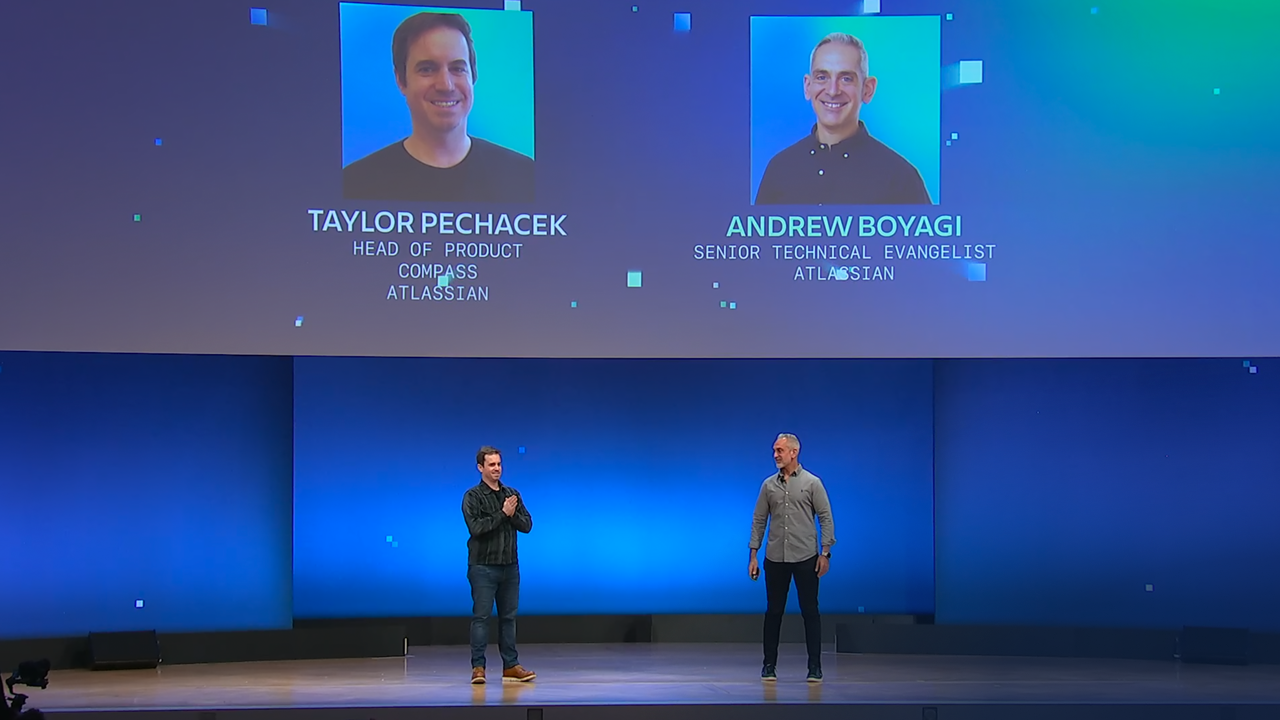 TAYLOR PECHACEK
HEAD OF PRODUCT
COMPASS
ATLASSIAN
ANDREW BOYAGI
SENIOR TECHNICAL EVANGELIST
ATLASSIAN